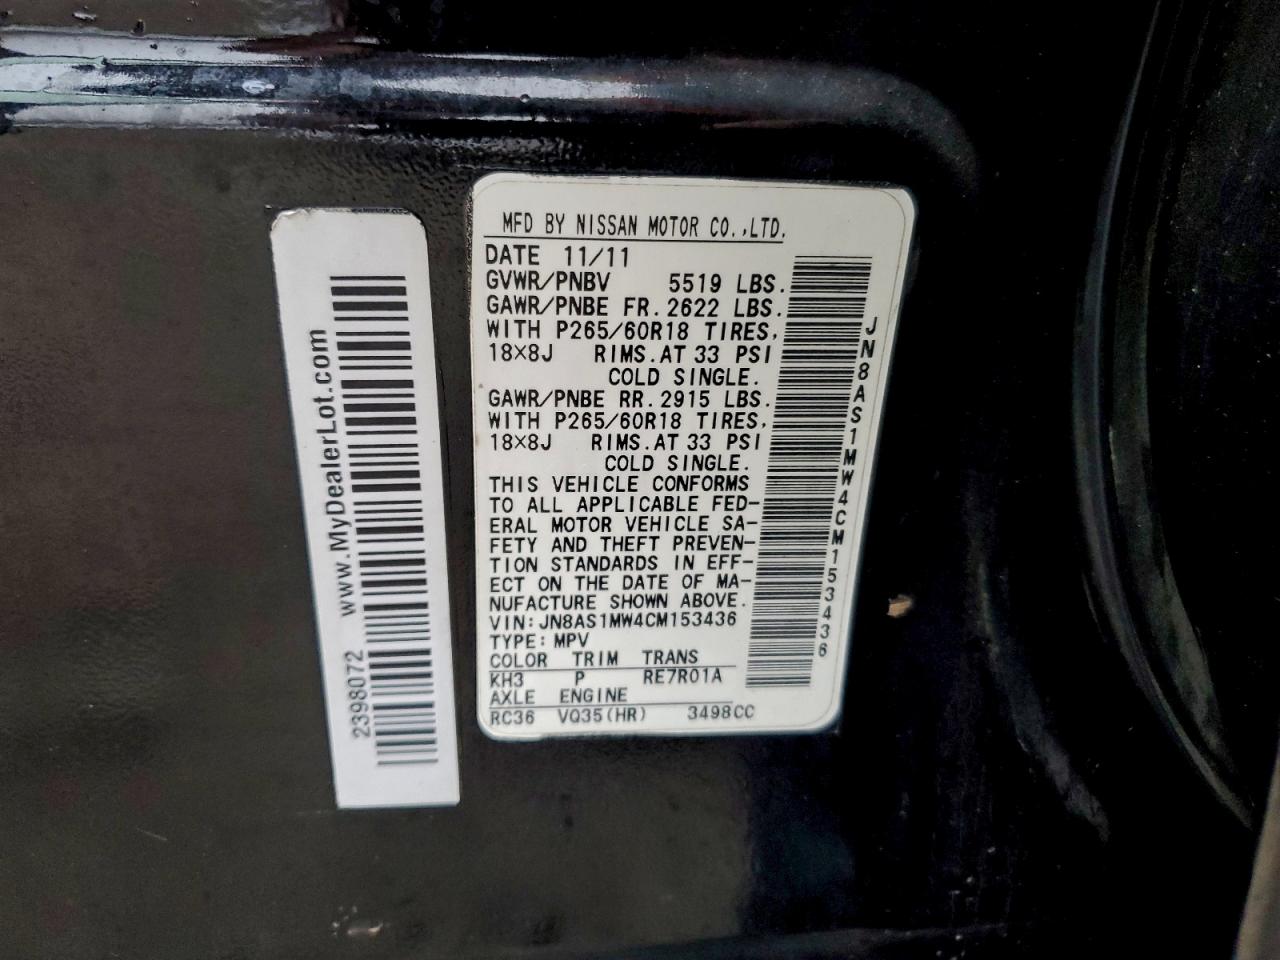 www.MyDealerLot.com
2398072
MFD BY NISSAN MOTOR CO.,LTD.
DATE 11/11
GVWR/PNBV 5519 LBS.
GAWR/PNBE FR.2622 LBS.
WITH P265/60R18 TIRES,
18×8J RIMS.AT 33 PSI
COLD SINGLE.
GAWR/PNBE RR.2915 LBS.
WITH P265/60R18 TIRES,
18×8J RIMS.AT 33 PSI
COLD SINGLE.
THIS VEHICLE CONFORMS
TO ALL APPLICABLE FED-
ERAL MOTOR VEHICLE SA-
FETY AND THEFT PREVEN-
TION STANDARDS IN EFF-
ECT ON THE DATE OF MA-
NUFACTURE SHOWN ABOVE.
VIN:JN8AS1MW4CM153436
TYPE:MPV
COLOR TRIM TRANS
KH3 P RE7R01A
AXLE ENGINE
RC36 VQ35(HR) 3498CC
JN8AS1MW4CM153436